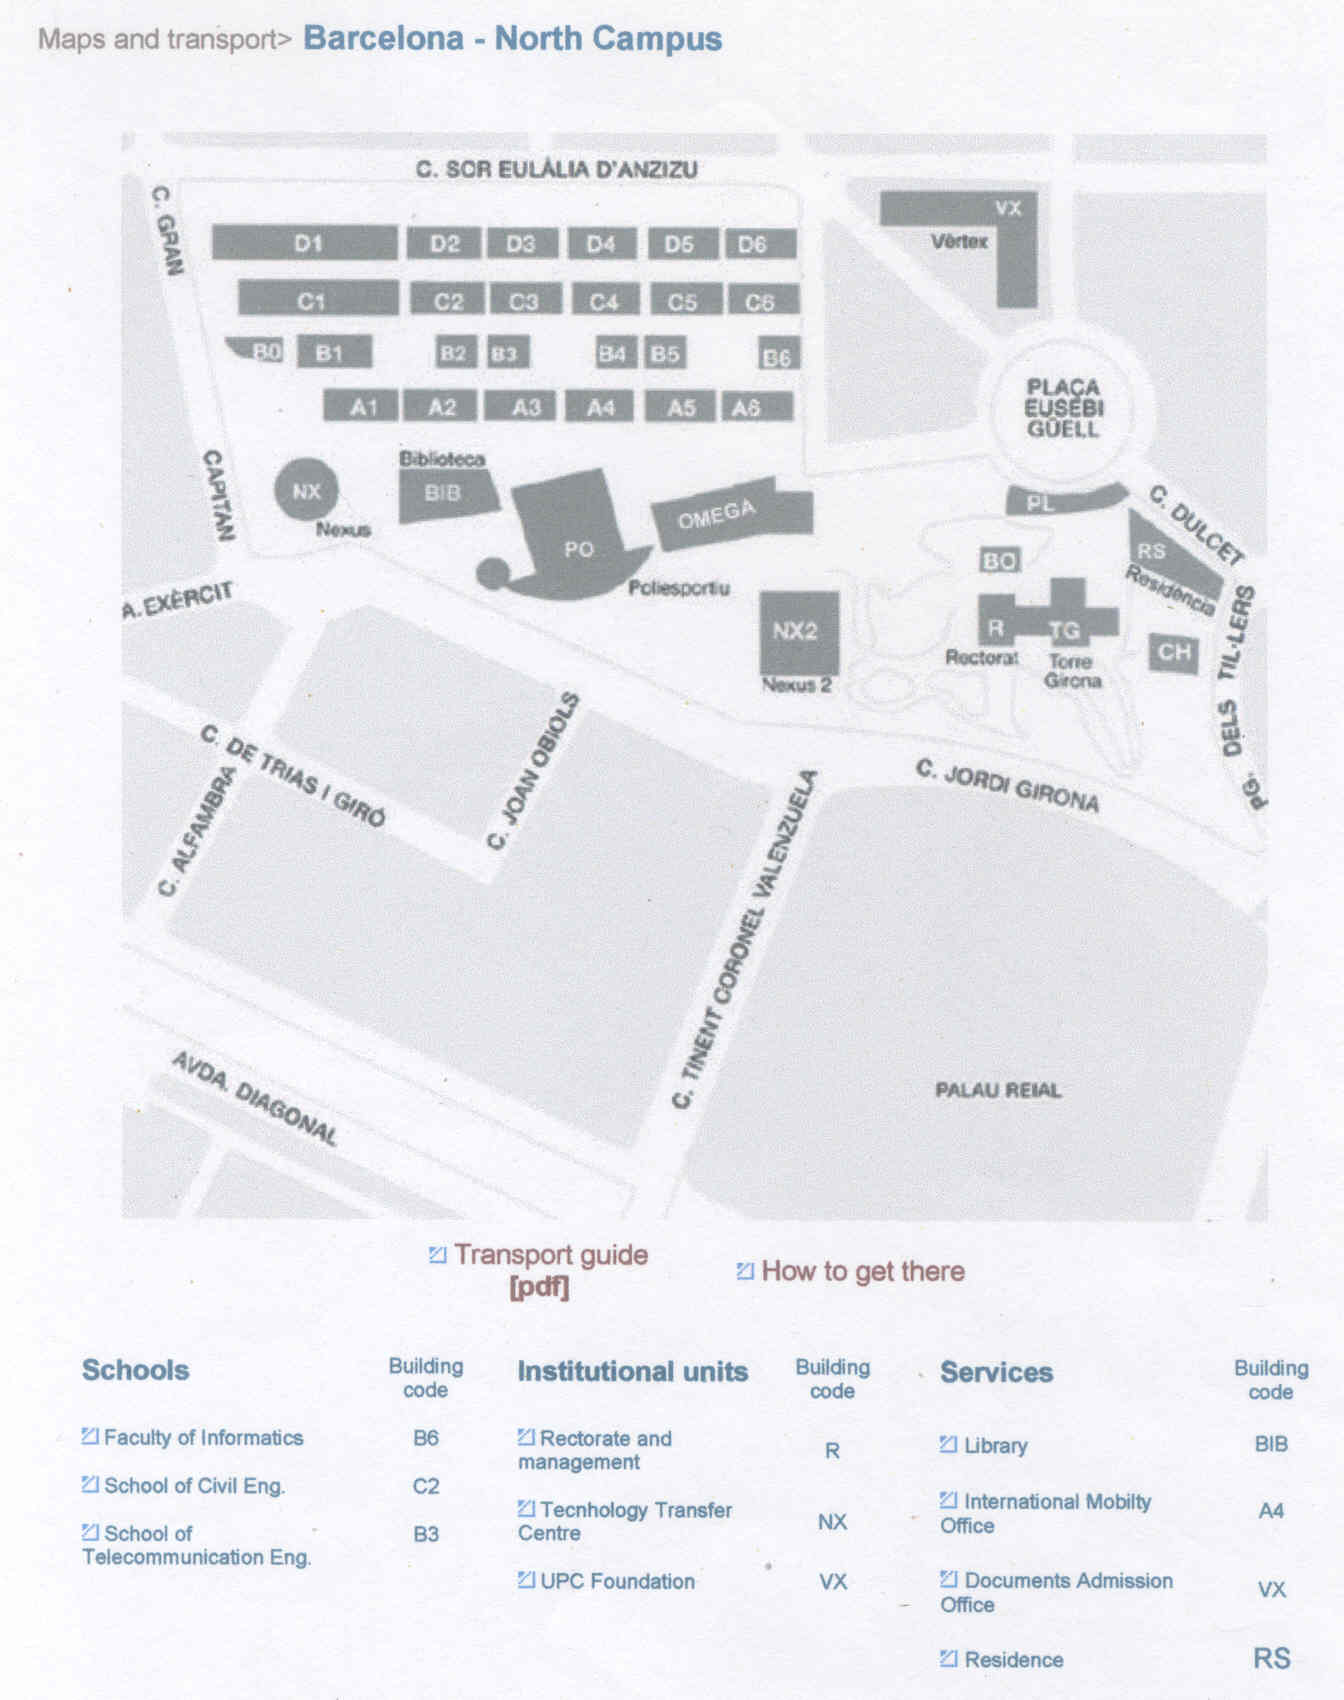 Maps and transport> Barcelona - North Campus
C. SOR EULÀLIA D'ANZIZU
C. GRAN
CAPITÀN
VX
Vèrtex
D1 D2 D3 D4 D5 D6
C1 C2 C3 C4 C5 C6
B0 B1 B2 B3 B4 B5 B6
A1 A2 A3 A4 A5 A6
PLAÇA
EUSEBI
GÜELL
NX
Nexus
Biblioteca
BIB
PO
Poliesportiu
OMEGA
PL
C. DULCET
RS
Residència
BO
NX2
Nexus 2
R
Rectorat
TG
Torre
Girona
CH
PG. DELS TIL·LERS
A. EXÈRCIT
C. DE TRIAS I GIRÓ
C. ALFAMBRA
C. JOAN OBIOLS
C. JORDI GIRONA
C. TINENT CORONEL VALENZUELA
AVDA. DIAGONAL
PALAU REIAL
Transport guide
[pdf]
How to get there
Schools Building
code
Faculty of Informatics B6
School of Civil Eng. C2
School of
Telecommunication Eng. B3
Institutional units Building
code
Rectorate and
management R
Tecnhology Transfer
Centre NX
UPC Foundation VX
Services Building
code
Library BIB
International Mobilty
Office A4
Documents Admission
Office VX
Residence RS